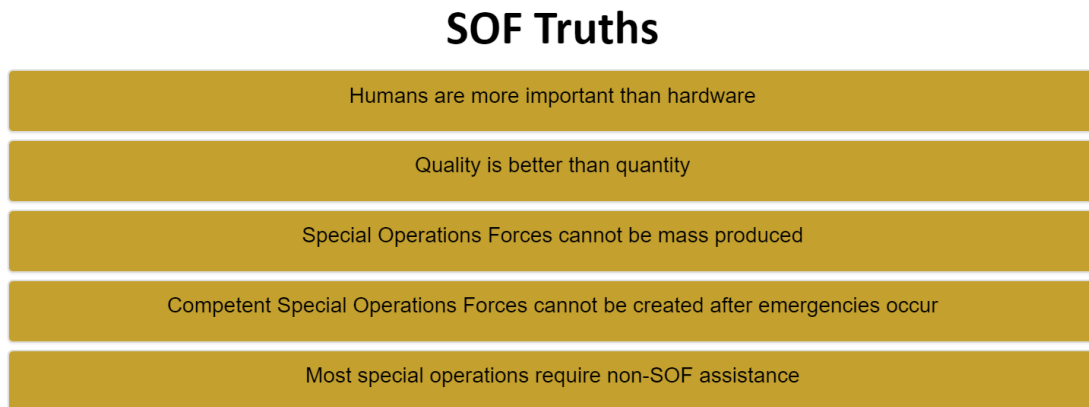 SOF Truths
Humans are more important than hardware
Quality is better than quantity
Special Operations Forces cannot be mass produced
Competent Special Operations Forces cannot be created after emergencies occur
Most special operations require non-SOF assistance